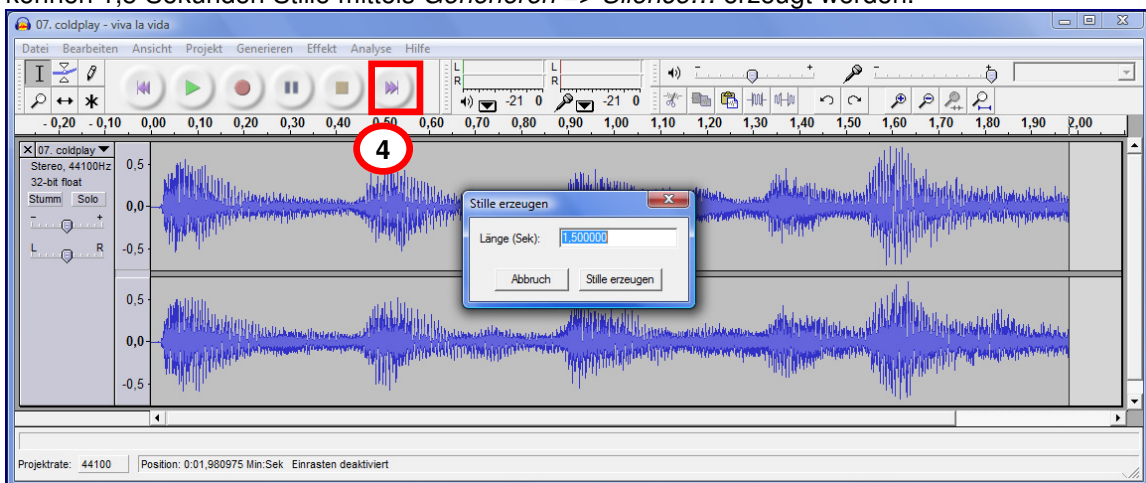 können 1,5 Sekunden Stille mittels Generieren -> Silence... erzeugt werden.
07. coldplay - viva la vida
Datei Bearbeiten Ansicht Projekt Generieren Effekt Analyse Hilfe
L L
R R
-21 0 -21 0
- 0,20 - 0,10 0,00 0,10 0,20 0,30 0,40 0,50 0,60 0,70 0,80 0,90 1,00 1,10 1,20 1,30 1,40 1,50 1,60 1,70 1,80 1,90 2,00
4
07. coldplay
Stereo, 44100Hz
32-bit float
Stumm Solo
- +
L R
0,5
0,0
-0,5
0,5
0,0
-0,5
Stille erzeugen
Länge (Sek): 1,500000
Abbruch Stille erzeugen
Projektrate: 44100 Position: 0:01,980975 Min:Sek Einrasten deaktiviert